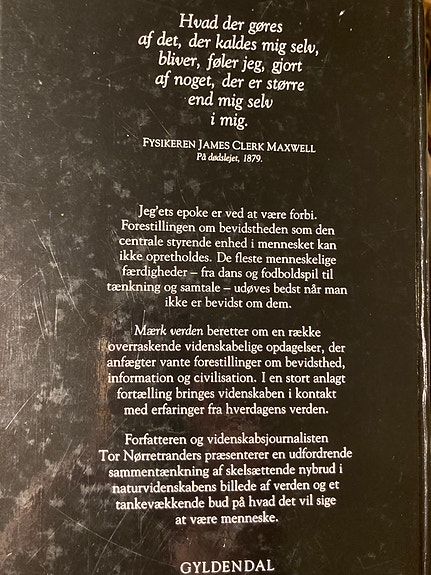 Hvad der gøres
af det, der kaldes mig selv,
bliver, føler jeg, gjort
af noget, der er større
end mig selv
i mig.
FYSIKEREN JAMES CLERK MAXWELL
På dødslejet, 1879.
Jeg'ets epoke er ved at være forbi.
Forestillingen om bevidstheden som den
centrale styrende enhed i mennesket kan
ikke opretholdes. De fleste menneskelige
færdigheder – fra dans og fodboldspil til
tænkning og samtale – udøves bedst når man
ikke er bevidst om dem.
Mærk verden beretter om en række
overraskende videnskabelige opdagelser, der
anfægter vante forestillinger om bevidsthed,
information og civilisation. I en stort anlagt
fortælling bringes videnskaben i kontakt
med erfaringer fra hverdagens verden.
Forfatteren og videnskabsjournalisten
Tor Nørretranders præsenterer en udfordrende
sammentænkning af skelsættende nybrud i
naturvidenskabens billede af verden og et
tankevækkende bud på hvad det vil sige
at være menneske.
GYLDENDAL